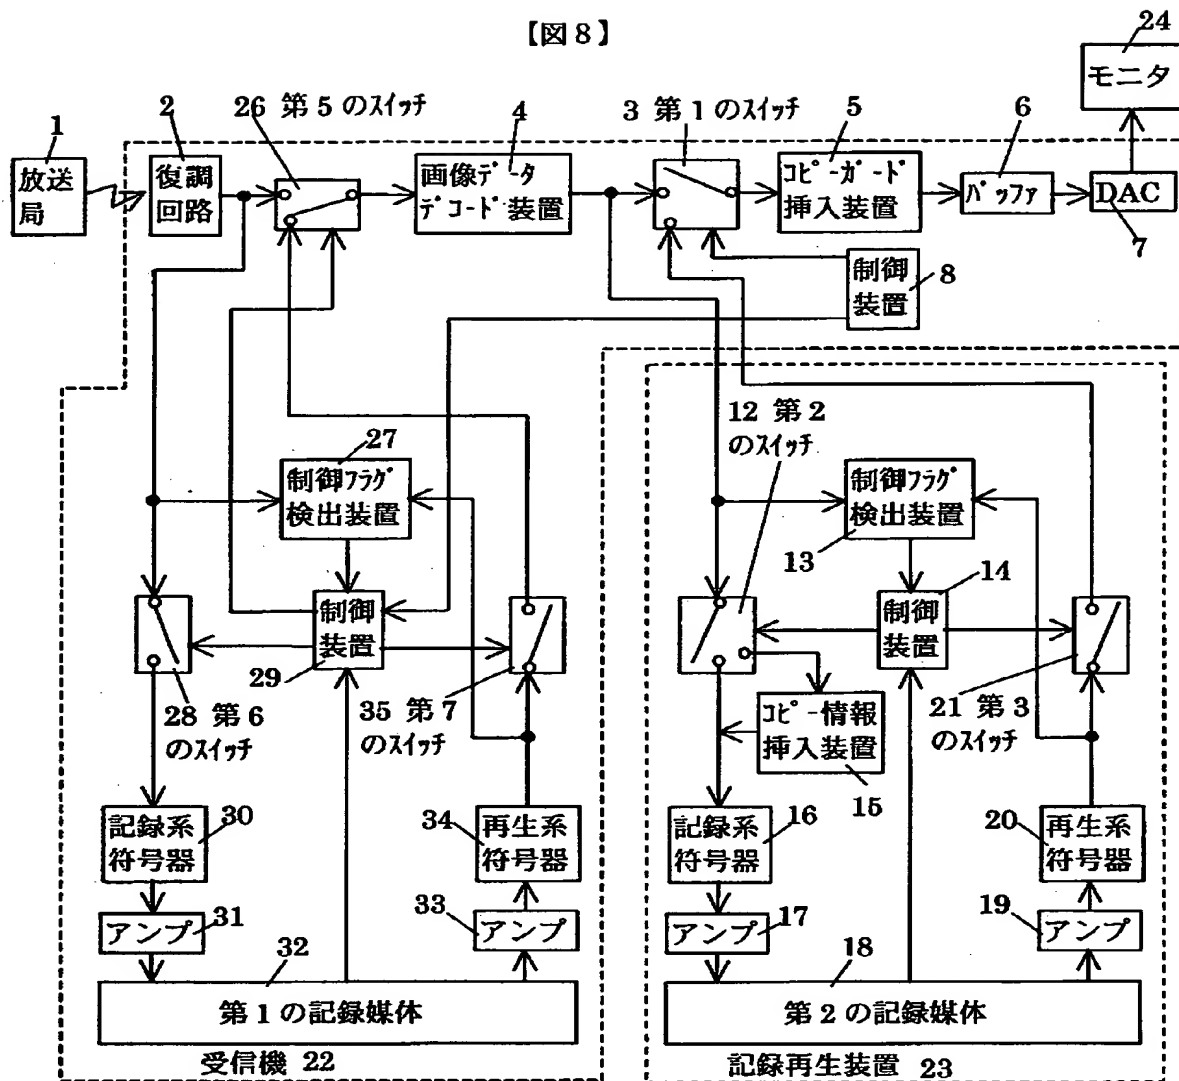 【図8】
24
モニタ
1
放送
局
2
復調
回路
26 第5のスイッチ
4
画像データ
デコード装置
3 第1のスイッチ
5
コピーガード
挿入装置
6
バッファ
DAC
7
制御
装置
8
27
制御フラグ
検出装置
12 第2
のスイッチ
制御フラグ
検出装置
13
制御
装置
29
14
制御
装置
28 第6
のスイッチ
35 第7
のスイッチ
コピー情報
挿入装置
15
21 第3
のスイッチ
記録系
符号器
30
34
再生系
符号器
記録系
符号器
16
20
再生系
符号器
アンプ
31
33
アンプ
アンプ
17
19
アンプ
32
第1の記録媒体
18
第2の記録媒体
受信機 22
記録再生装置 23